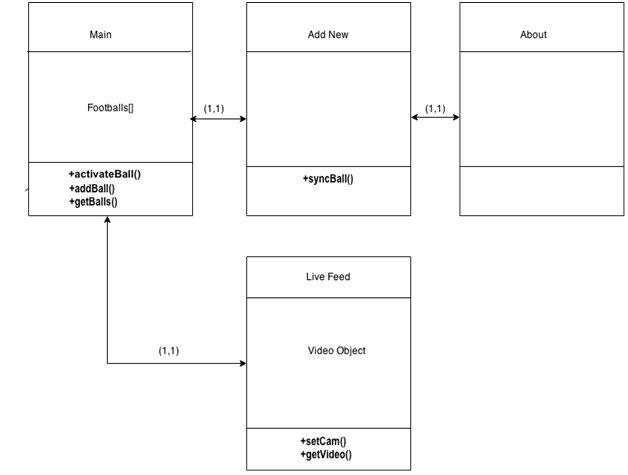 Main
Add New
About
Footballs[]
(1,1)
(1,1)
+activateBall()
+addBall()
+getBalls()
+syncBall()
Live Feed
(1,1)
Video Object
+setCam()
+getVideo()